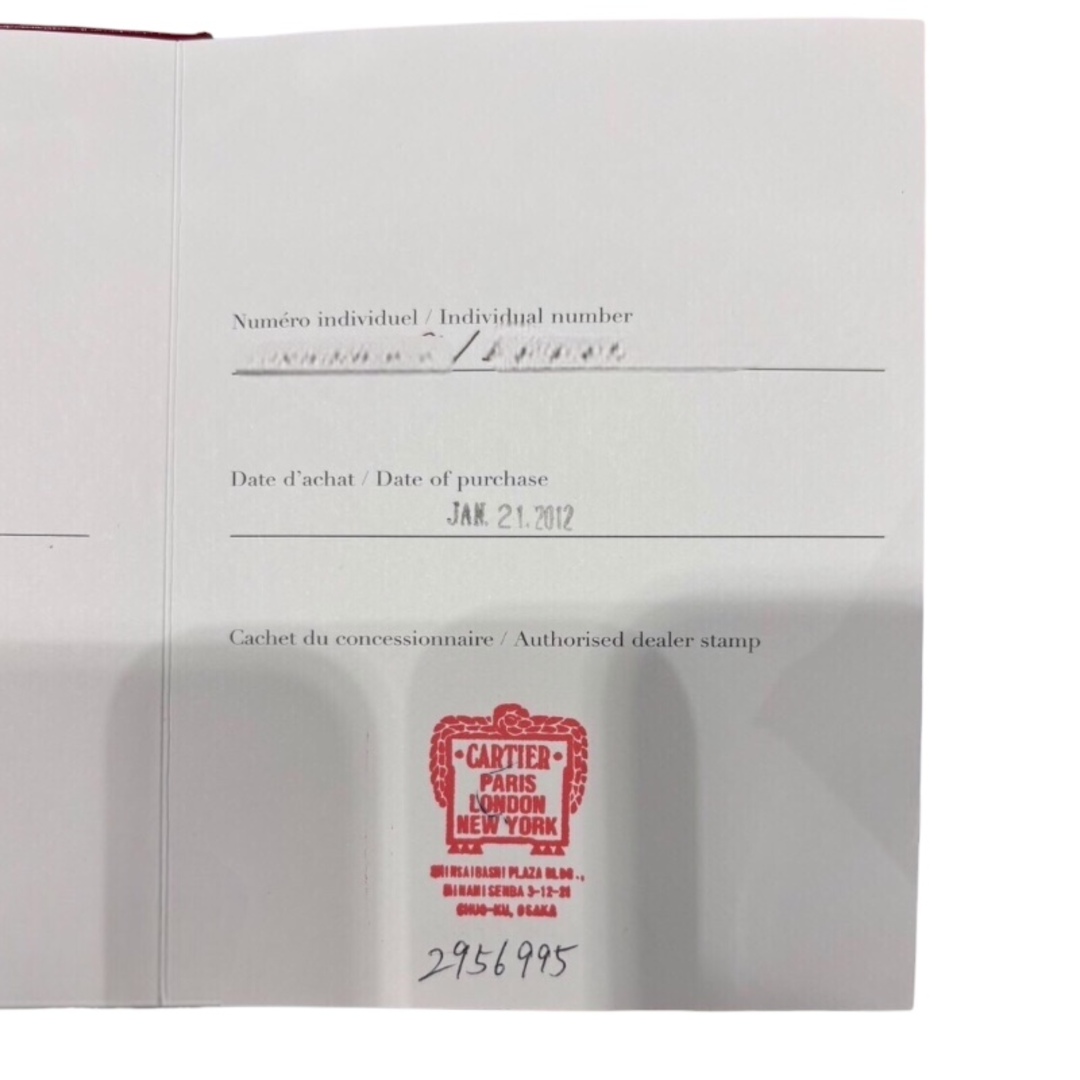 Numéro individuel / Individual number
/
Date d'achat / Date of purchase
JAN. 21. 2012
Cachet du concessionnaire / Authorised dealer stamp
•CARTIER•
PARIS
LONDON
NEW YORK
SHINSAIBASHI PLAZA BLDG.,
MINAMISENBA 3-12-21
CHUO-KU, OSAKA
2956995